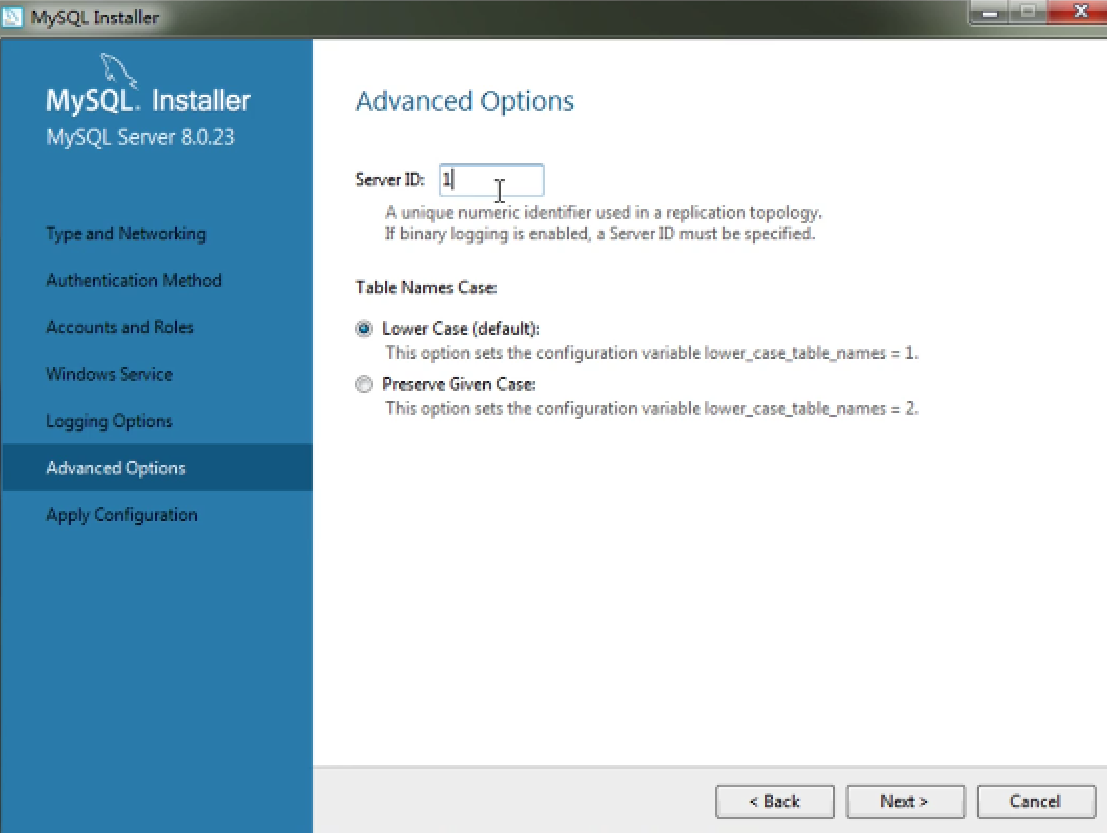 MySQL Installer
MySQL. Installer
MySQL Server 8.0.23
Type and Networking
Authentication Method
Accounts and Roles
Windows Service
Logging Options
Advanced Options
Apply Configuration
Advanced Options
Server ID: 1
A unique numeric identifier used in a replication topology.
If binary logging is enabled, a Server ID must be specified.
Table Names Case:
Lower Case (default):
This option sets the configuration variable lower_case_table_names = 1.
Preserve Given Case:
This option sets the configuration variable lower_case_table_names = 2.
< Back Next > Cancel